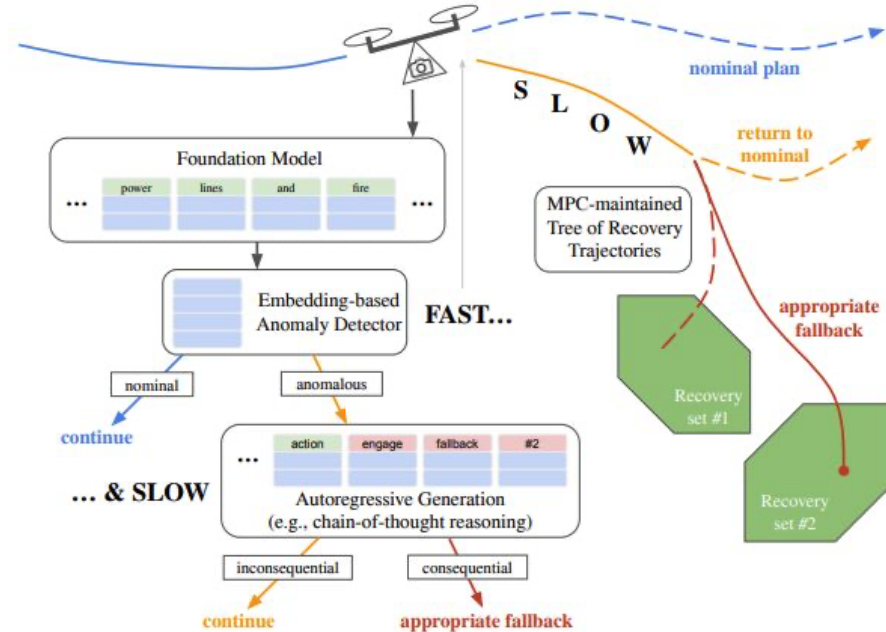 nominal plan
S
L
O
W
return to
nominal
Foundation Model
... power lines and fire ...
MPC-maintained
Tree of Recovery
Trajectories
Embedding-based
Anomaly Detector
FAST...
appropriate
fallback
nominal
anomalous
Recovery
set #1
continue
... action engage fallback #2
... & SLOW
Autoregressive Generation
(e.g., chain-of-thought reasoning)
Recovery
set #2
inconsequential
consequential
continue
appropriate fallback